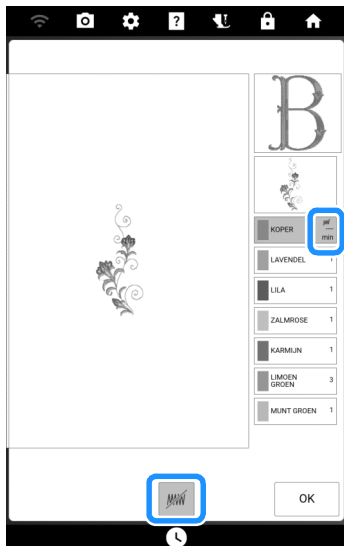 ?
B
KOPER
min
LAVENDEL 1
LILA 1
ZALMROSE 1
KARMIJN 1
LIMOEN
GROEN 3
MUNT GROEN 1
OK